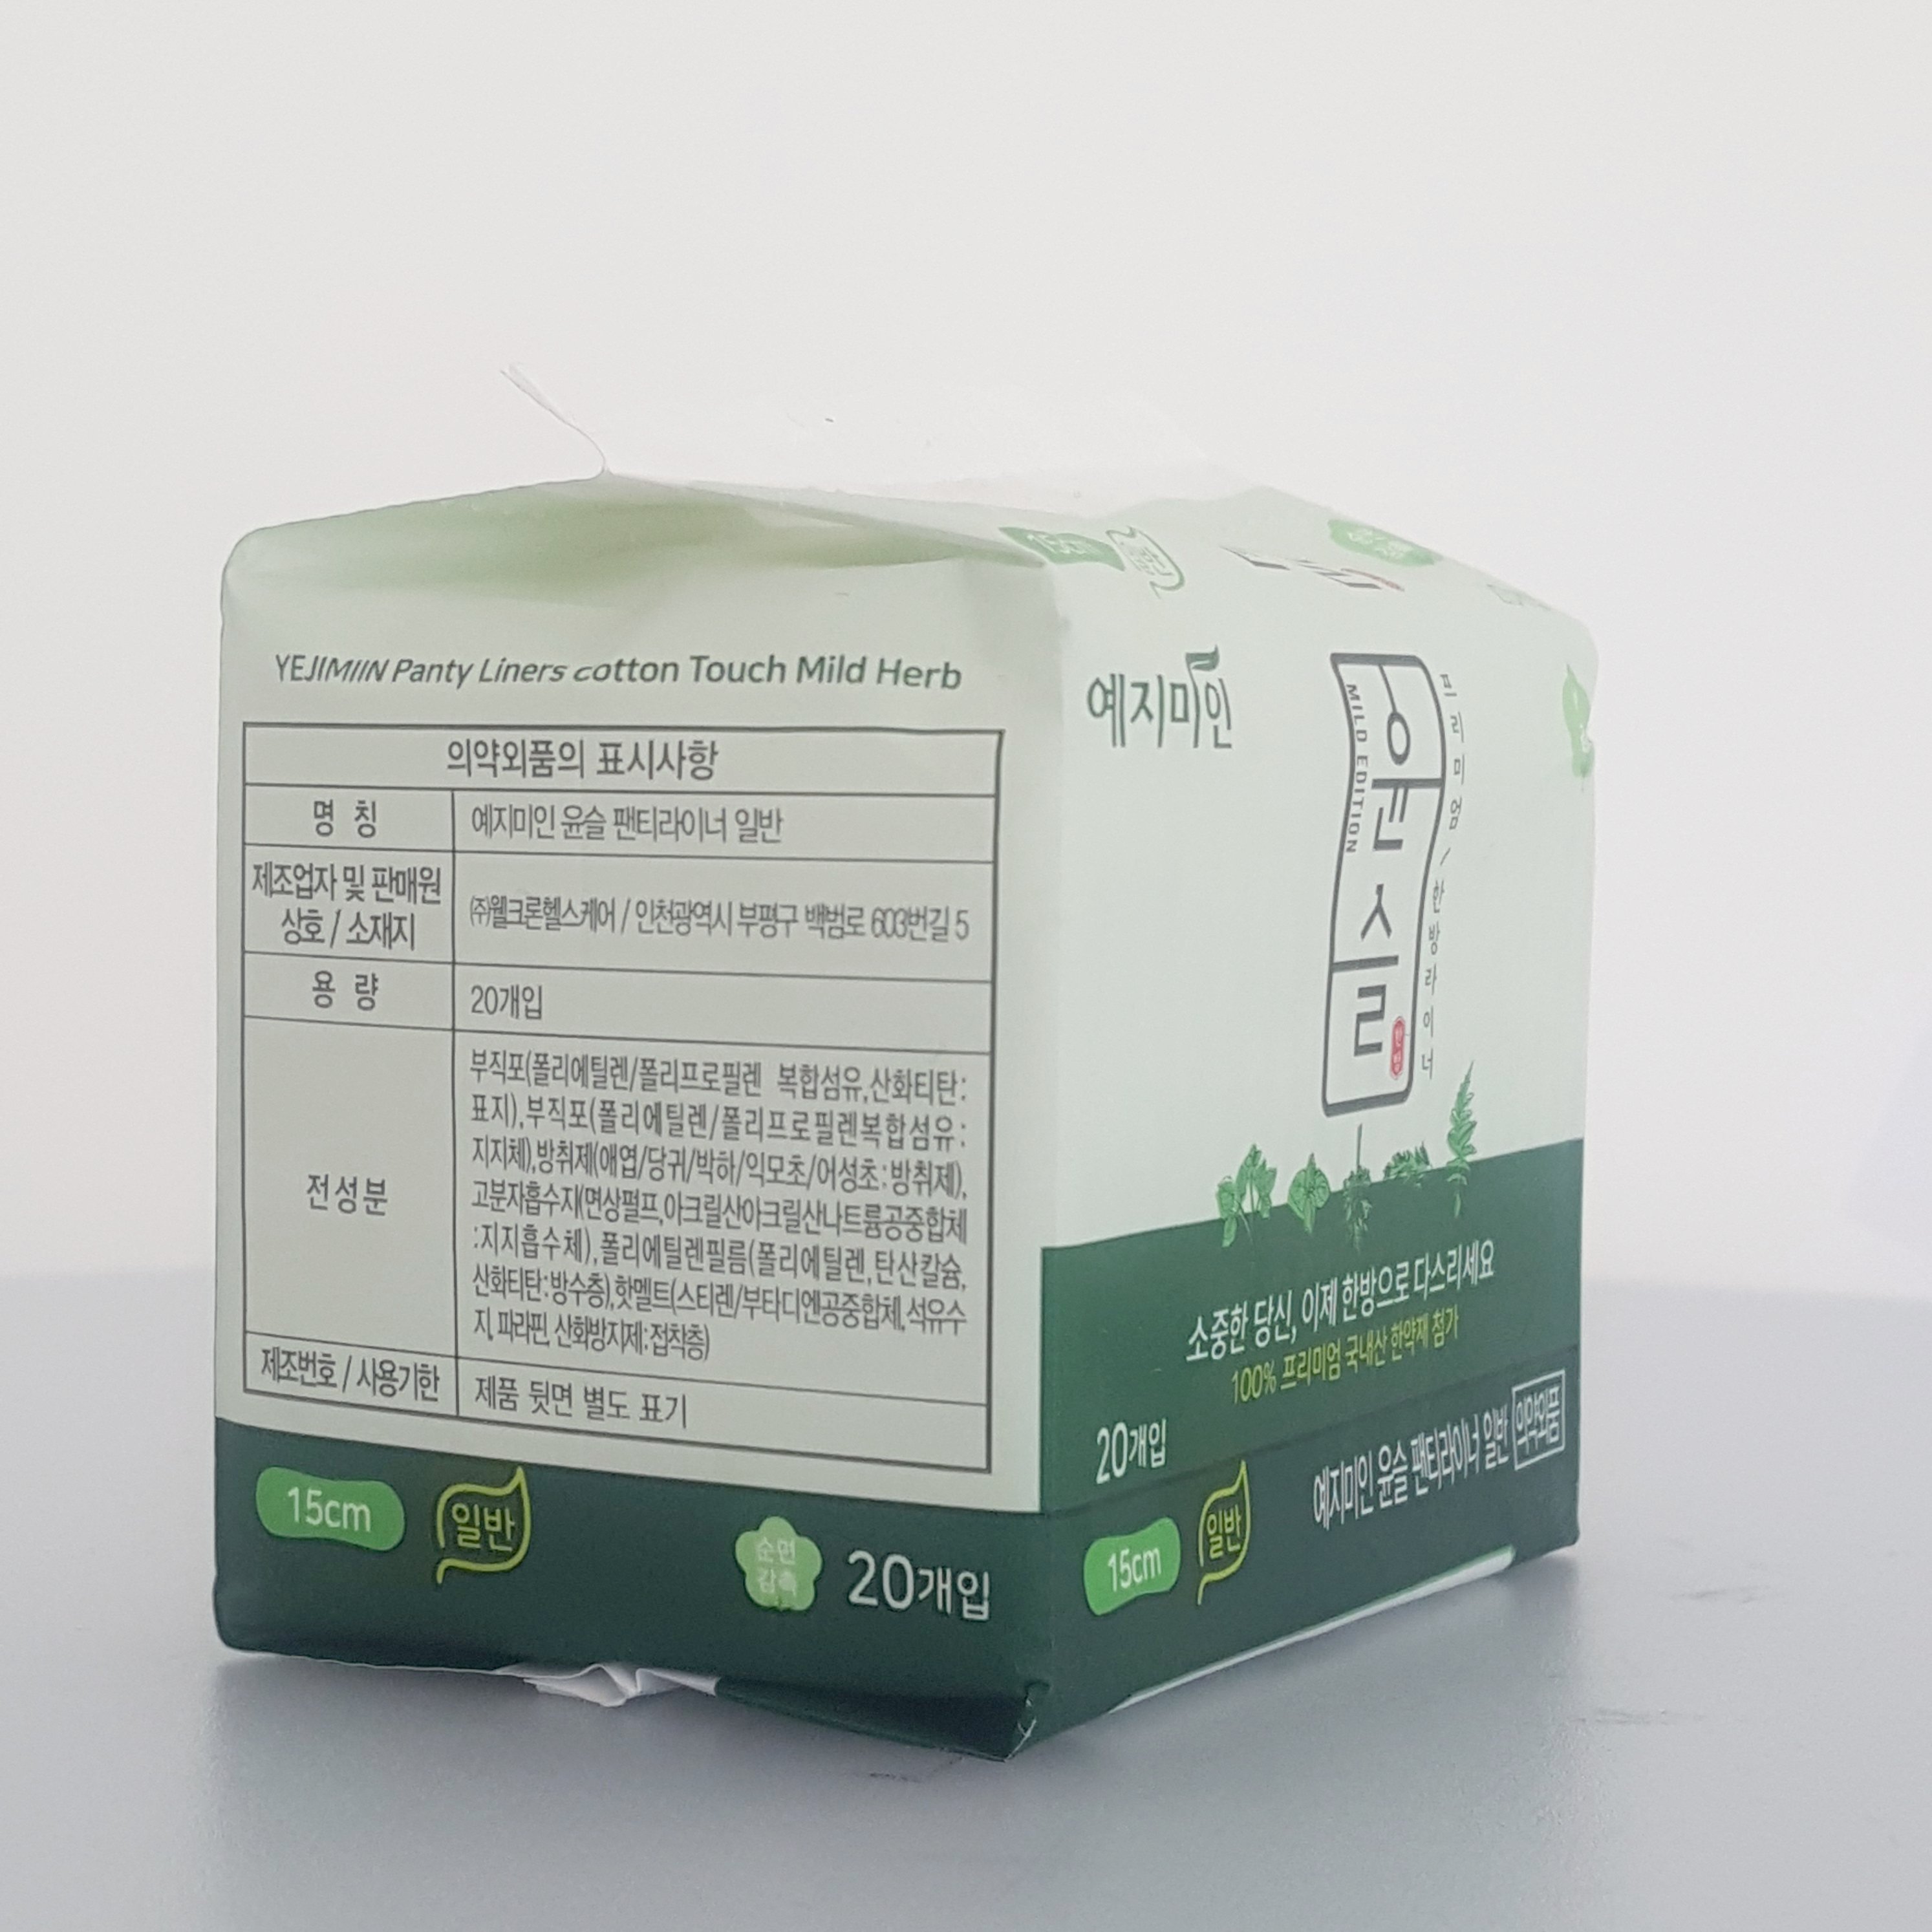 YEJIMIIN Panty Liners cotton Touch Mild Herb
의약외품의 표시사항
명 칭
예지미인 윤슬 팬티라이너 일반
제조업자 및 판매원
상호 / 소재지
㈜웰크론헬스케어 / 인천광역시 부평구 백범로 603번길 5
용 량
20개입
전성분
부직포(폴리에틸렌/폴리프로필렌 복합섬유,산화티탄:
표지),부직포(폴리에틸렌/폴리프로필렌복합섬유:
지지체),방취제(애엽/당귀/박하/익모초/어성초:방취제),
고분자흡수지(면상펄프,아크릴산아크릴산나트륨공중합체
:지지흡수체),폴리에틸렌필름(폴리에틸렌,탄산칼슘,
산화티탄:방수층),핫멜트(스티렌/부타디엔공중합체,석유수
지,파라핀,산화방지제:접착층)
제조번호 / 사용기한
제품 뒷면 별도 표기
15cm
일반
순면
감촉
20개입
15cm
예지미인
윤슬
MILD EDITION
한방
프리미엄 / 한방라이너
소중한 당신, 이제 한방으로 다스리세요
100% 프리미엄 국내산 한약재 첨가
20개입
15cm
일반
예지미인 윤슬 팬티라이너 일반 의약외품